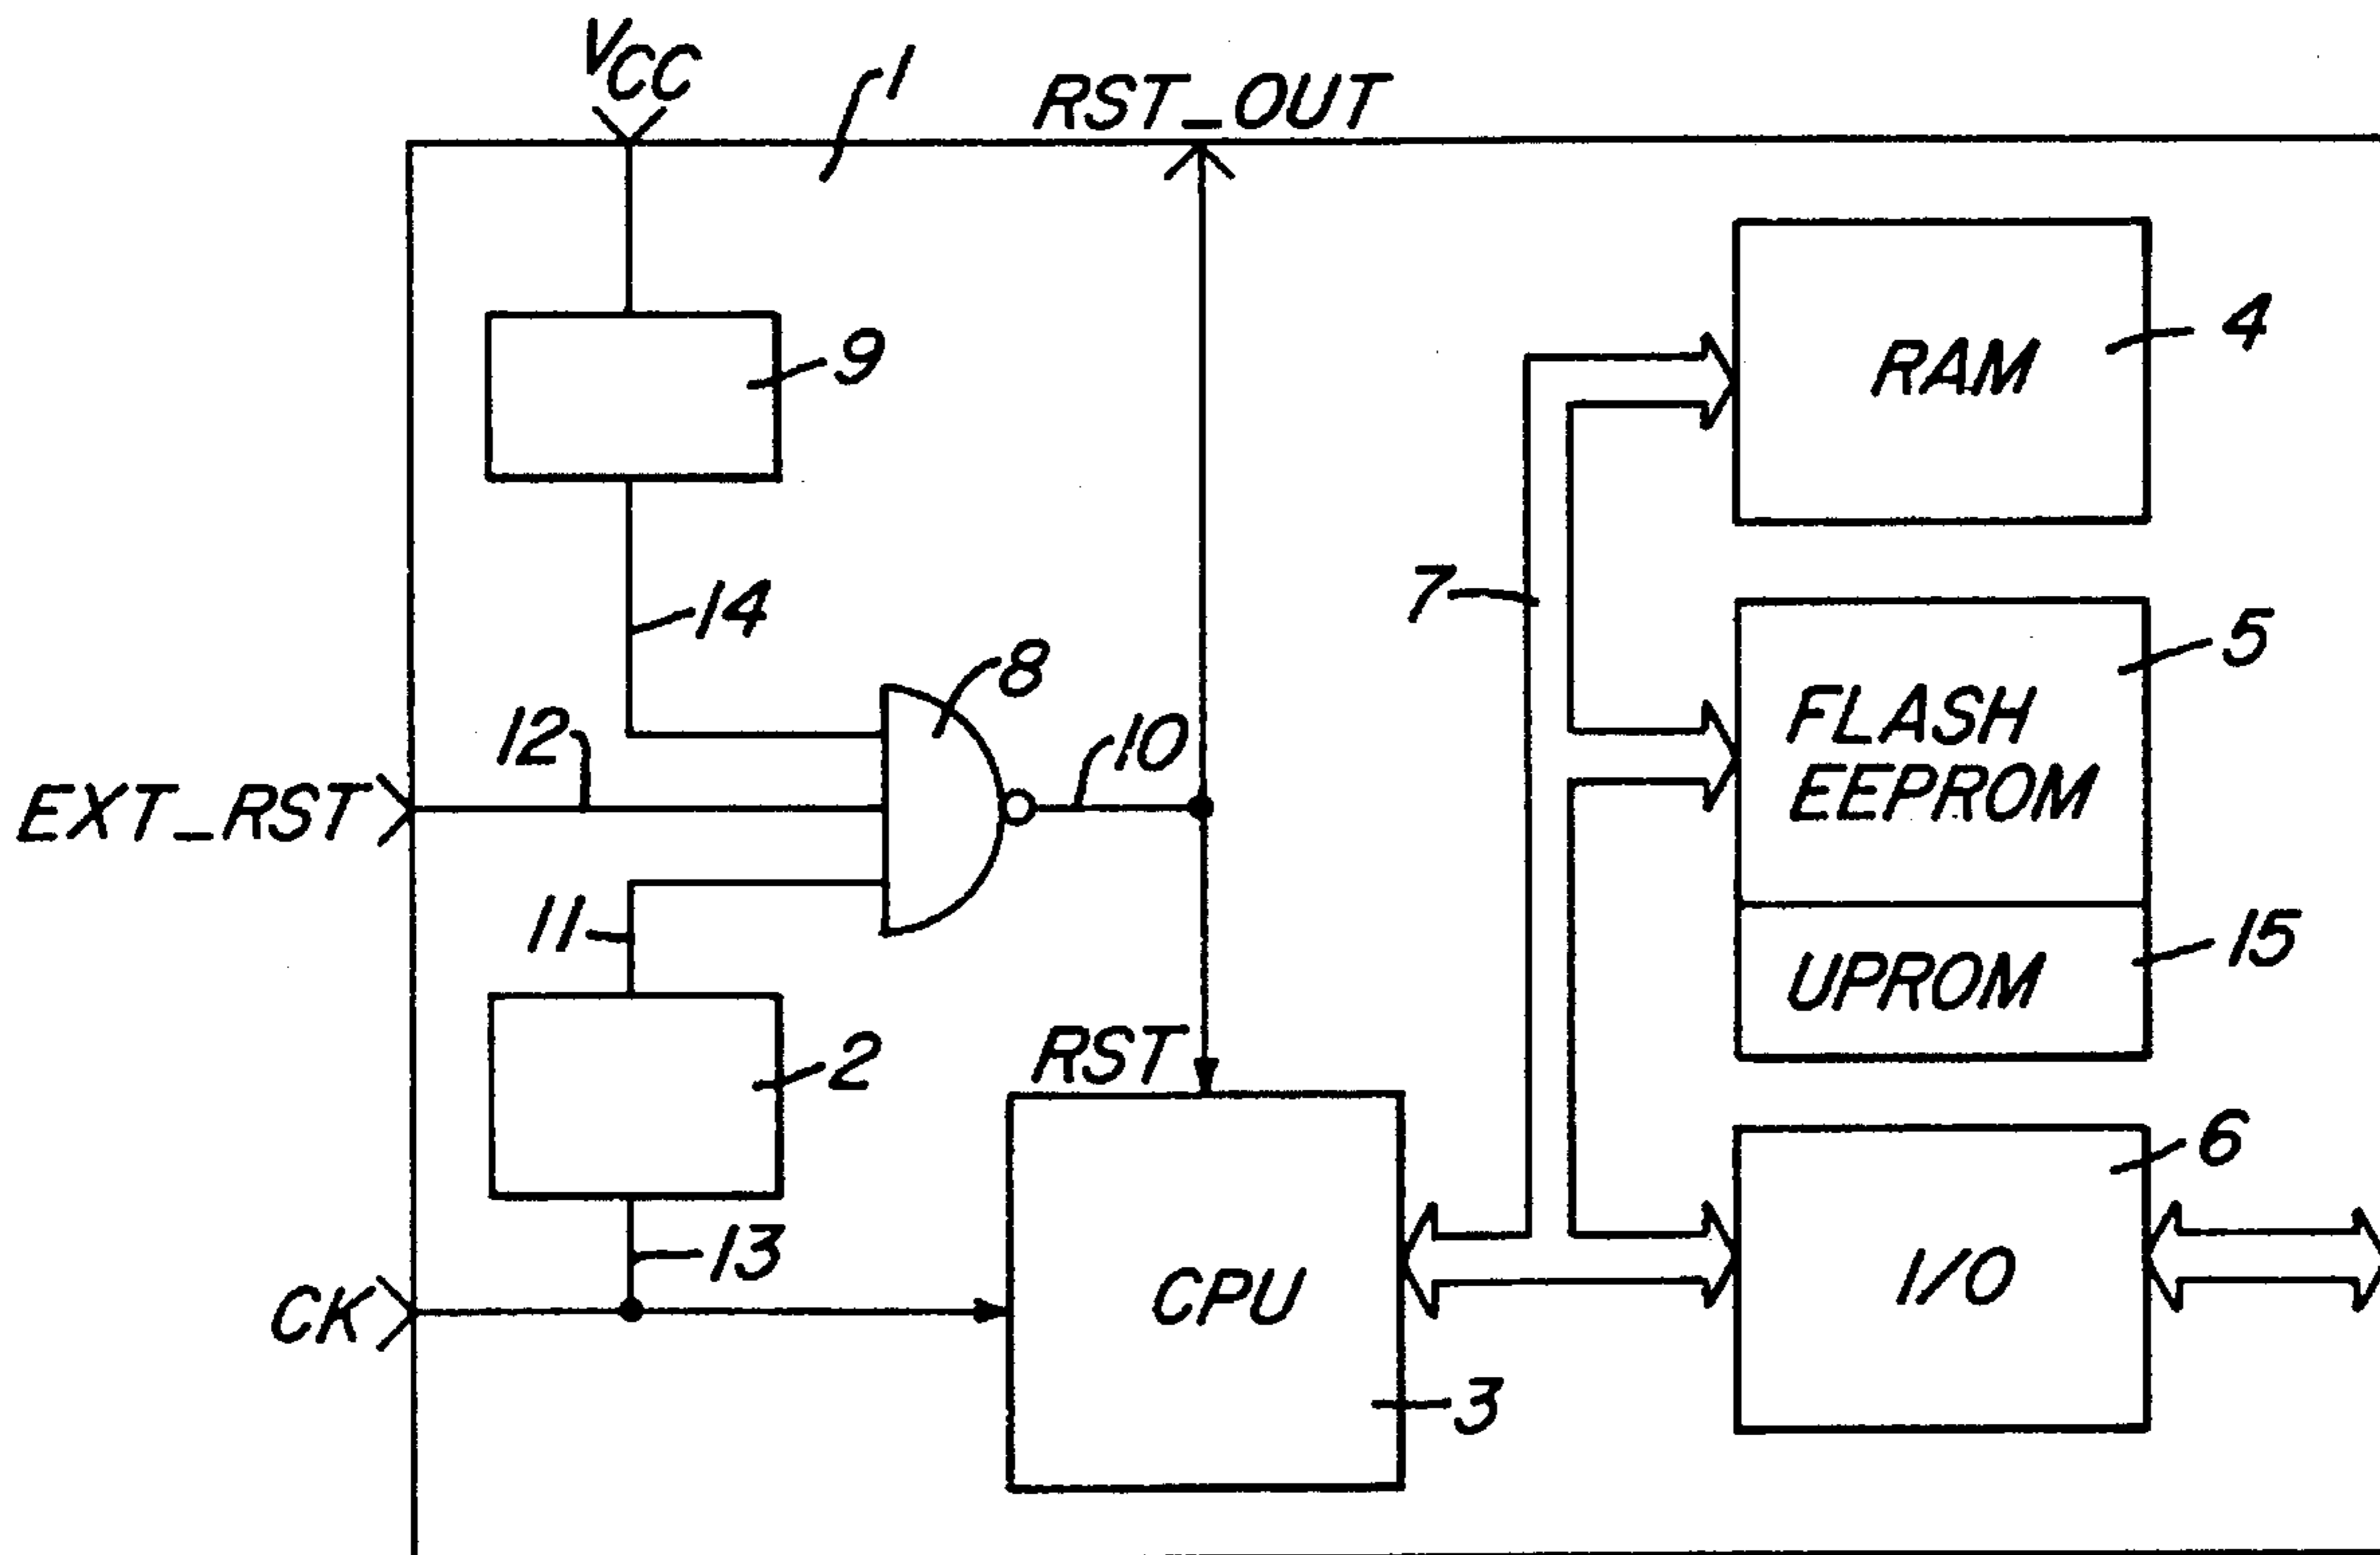 VCC
1
RST_OUT
9
RAM
4
14
7
8
5
12
10
FLASH
EEPROM
EXT_RST
11
UPROM
15
RST
2
6
13
CK
CPU
I/O
3